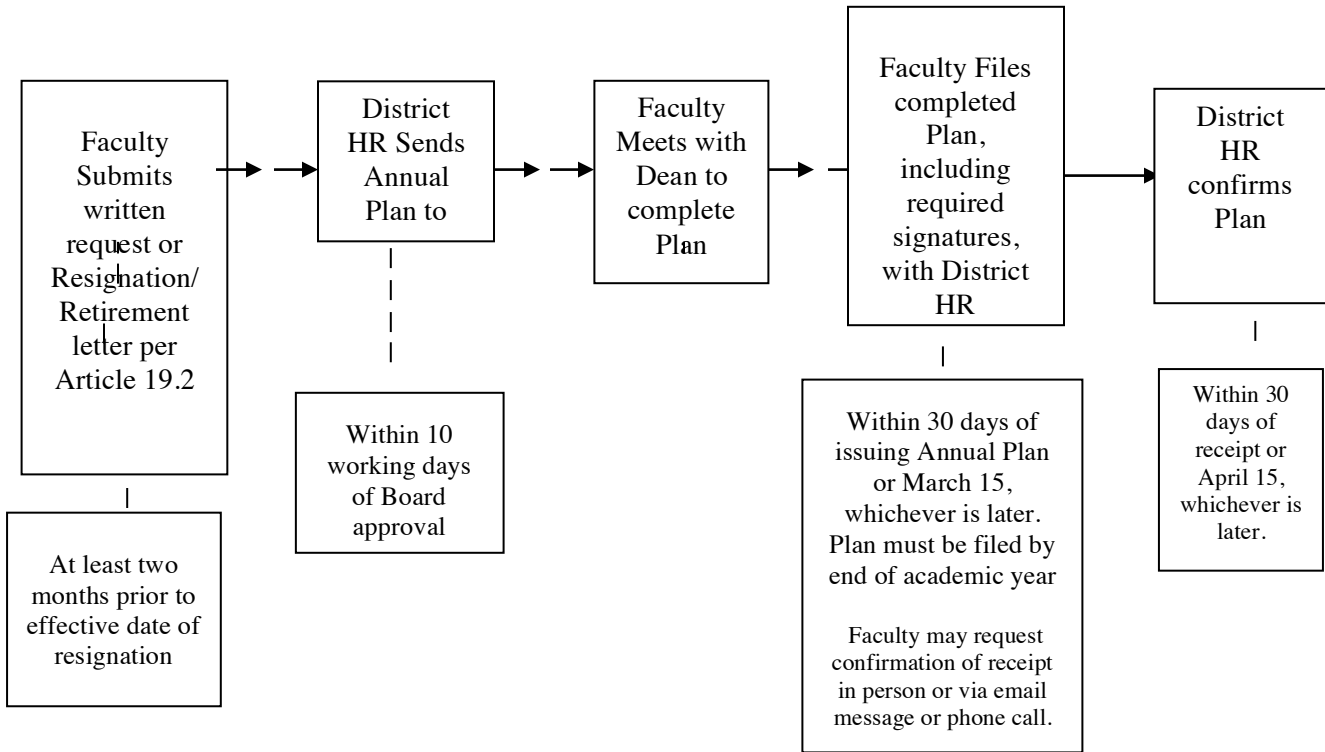 Faculty
Submits
written
request or
Resignation/
Retirement
letter per
Article 19.2
At least two
months prior to
effective date of
resignation
District
HR Sends
Annual
Plan to
Within 10
working days
of Board
approval
Faculty
Meets with
Dean to
complete
Plan
Faculty Files
completed
Plan,
including
required
signatures,
with District
HR
Within 30 days of
issuing Annual Plan
or March 15,
whichever is later.
Plan must be filed by
end of academic year
Faculty may request
confirmation of receipt
in person or via email
message or phone call.
District
HR
confirms
Plan
Within 30
days of
receipt or
April 15,
whichever is
later.